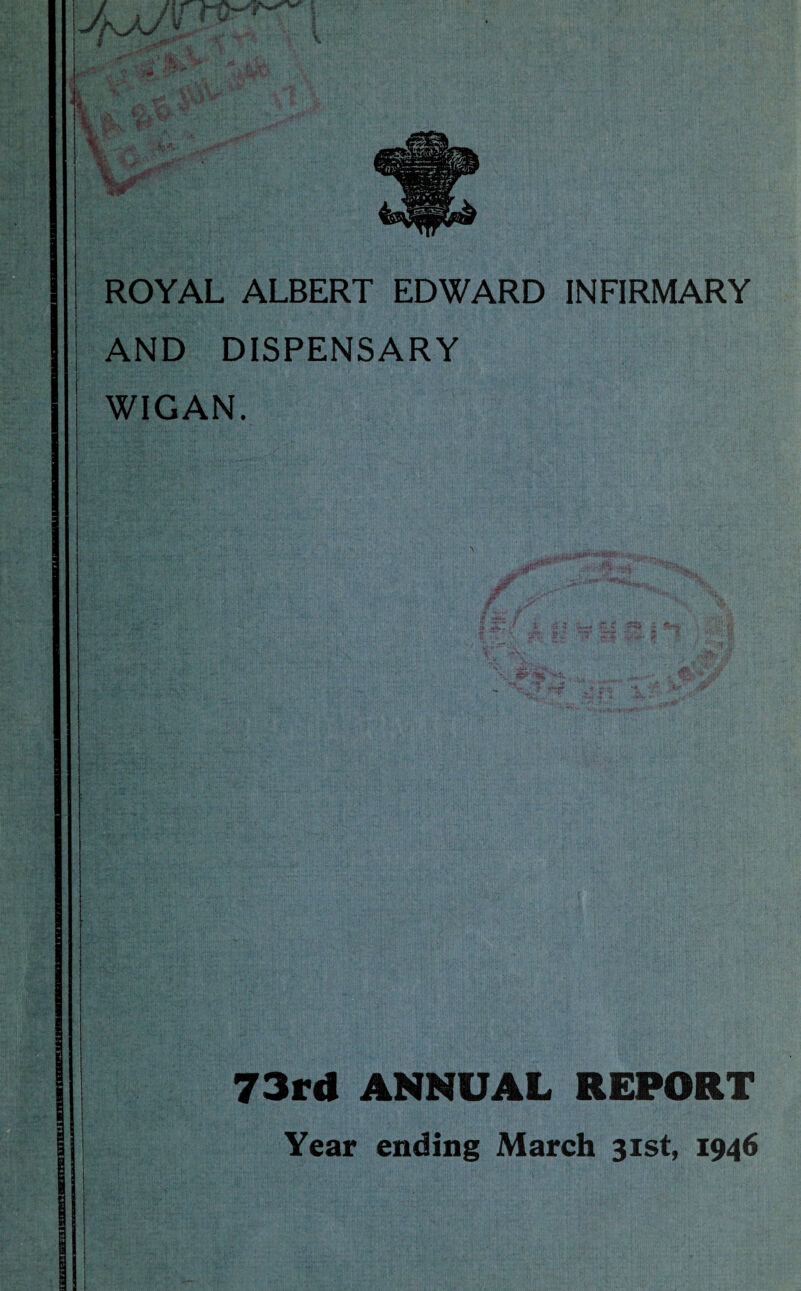 ROYAL ALBERT EDWARD INFIRMARY
AND DISPENSARY
WIGAN.
73rd ANNUAL REPORT
Year ending March 31st, 1946